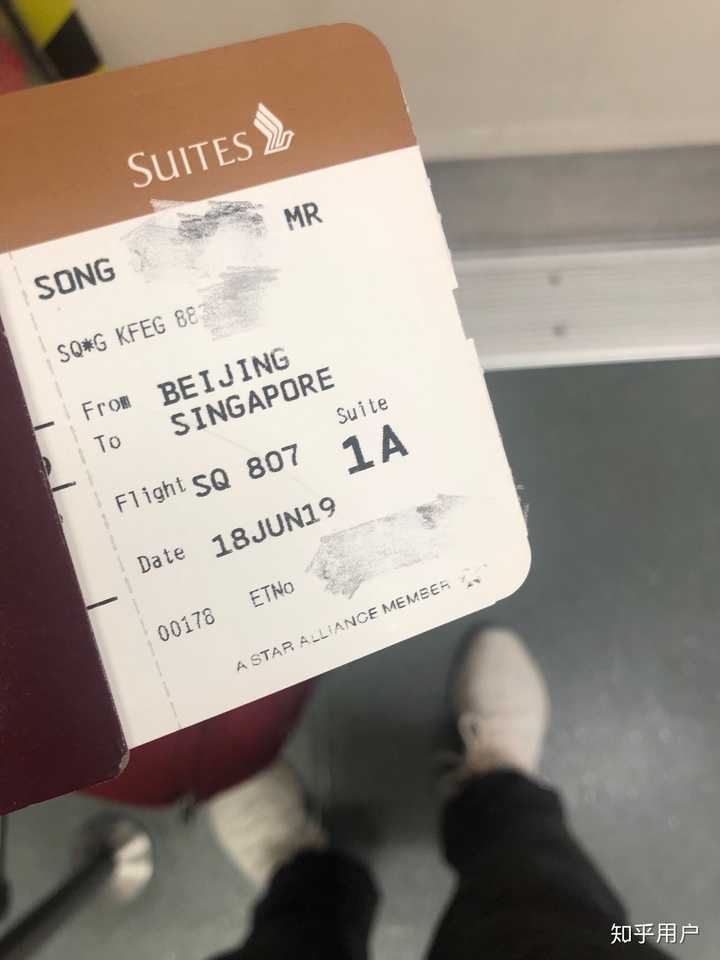 SUITES
SONG MR
SQ*G KFEG 88
From BEIJING
To SINGAPORE
Suite
Flight SQ 807 1A
Date 18JUN19
00178 ETNo
A STAR ALLIANCE MEMBER
知乎用户